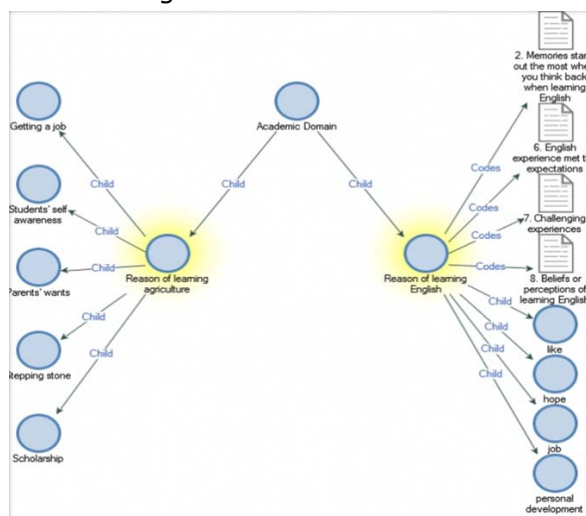 2. Memories stan
out the most whe
you think back
when learning
English
Getting a job
Academic Domain
6. English
experience met t
expectations
Child
Child
Child
Codes
Codes
Students' self
awareness
Child
7. Challenging
experiences
Codes
Codes
Parents' wants
Child
Reason of learning
agriculture
Reason of learning
English
8. Beliefs or
perceptions of
learning English
Child
Child
Child
Child
Child
Child
like
Stepping stone
hope
Scholarship
job
personal
development